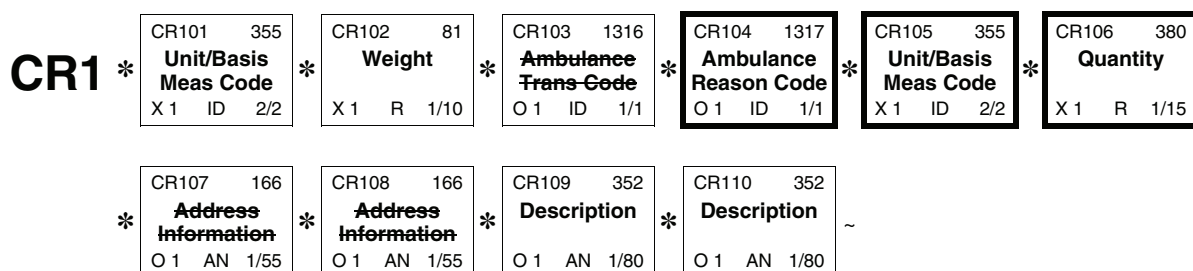 CR1 * CR101 355 * CR102 81 * CR103 1316 * CR104 1317 * CR105 355 * CR106 380
Unit/Basis Weight Ambulance Ambulance Unit/Basis Quantity
Meas Code Trans Code Reason Code Meas Code
X 1 ID 2/2 X 1 R 1/10 O 1 ID 1/1 O 1 ID 1/1 X 1 ID 2/2 X 1 R 1/15
* CR107 166 * CR108 166 * CR109 352 * CR110 352 ~
Address Address Description Description
Information Information
O 1 AN 1/55 O 1 AN 1/55 O 1 AN 1/80 O 1 AN 1/80